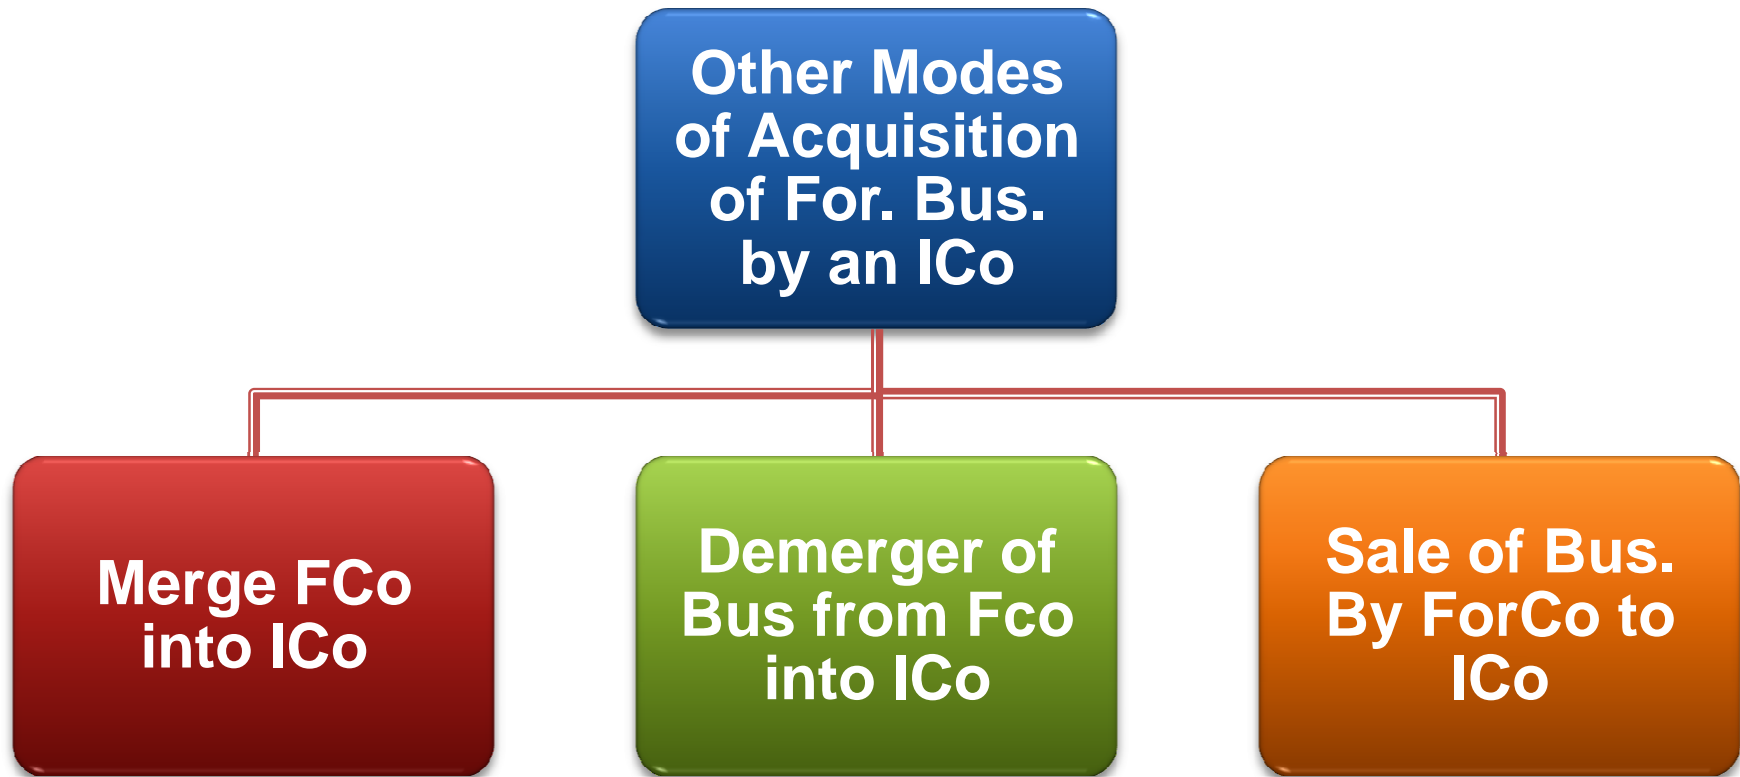 Other Modes
of Acquisition
of For. Bus.
by an ICo
Merge FCo
into ICo
Demerger of
Bus from Fco
into ICo
Sale of Bus.
By ForCo to
ICo